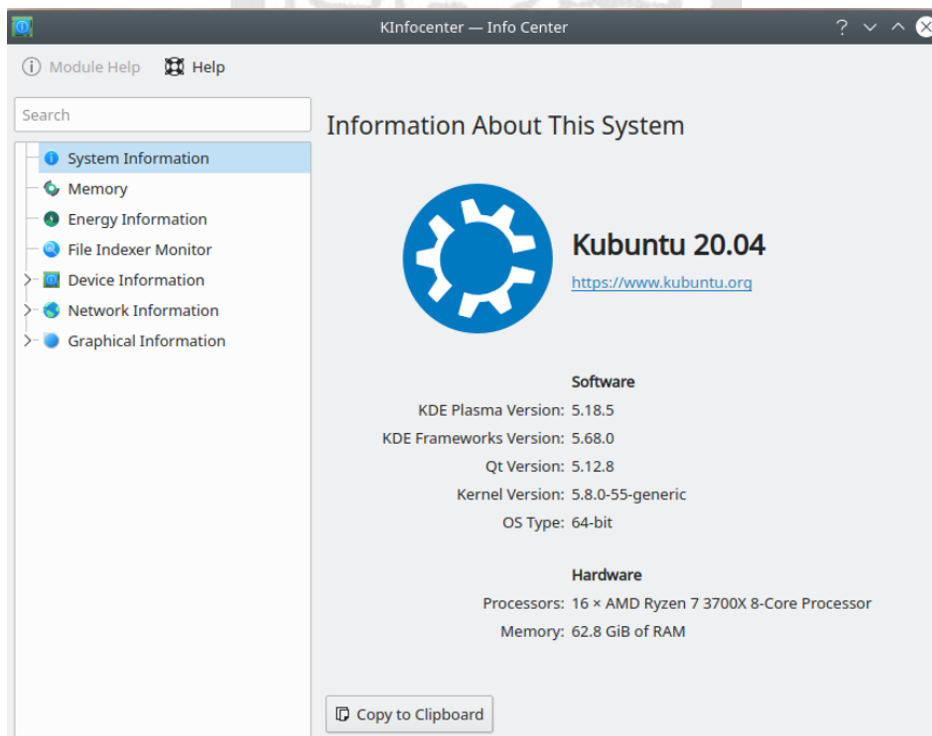 KInfocenter — Info Center
Module Help Help
Search
System Information
Memory
Energy Information
File Indexer Monitor
Device Information
Network Information
Graphical Information
Information About This System
Kubuntu 20.04
https://www.kubuntu.org
Software
KDE Plasma Version: 5.18.5
KDE Frameworks Version: 5.68.0
Qt Version: 5.12.8
Kernel Version: 5.8.0-55-generic
OS Type: 64-bit
Hardware
Processors: 16 × AMD Ryzen 7 3700X 8-Core Processor
Memory: 62.8 GiB of RAM
Copy to Clipboard